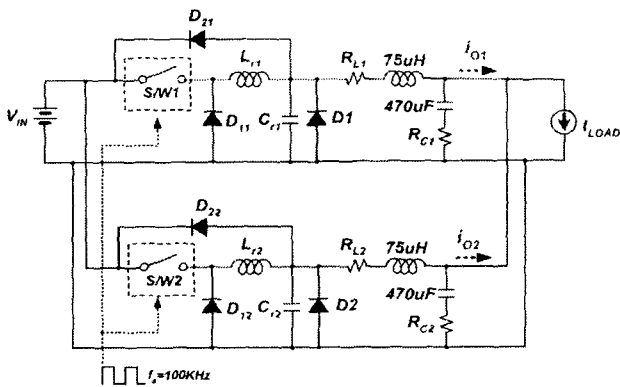 D21
Lr1
RL1
75uH
iO1
VIN
S/W1
D11
Cr1
D1
470uF
RC1
ILOAD
D22
Lr2
RL2
75uH
iO2
S/W2
D12
Cr2
D2
470uF
RC2
fs=100KHz